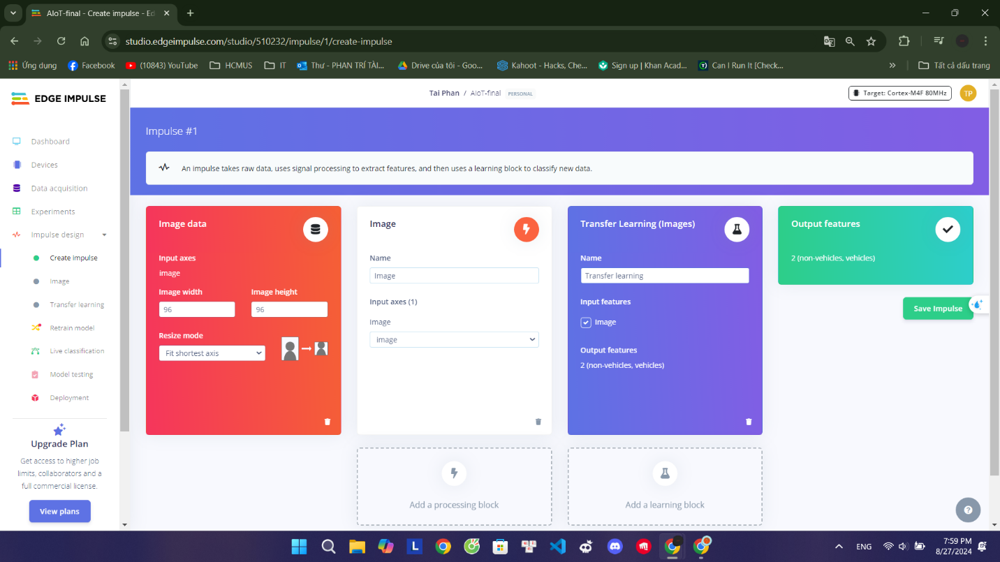 AIoT-final - Create impulse - Ed
studio.edgeimpulse.com/studio/510232/impulse/1/create-impulse
Ứng dụng
Facebook
(10843) YouTube
HCMUS
IT
Thư - PHAN TRÍ TÀI...
Drive của tôi - Goo...
Kahoot - Hacks, Che...
Sign up | Khan Acad...
Can I Run It [Check...
Tất cả dấu trang
EDGE IMPULSE
Tai Phan / AIoT-final PERSONAL
Target: Cortex-M4F 80MHz
TP
Dashboard
Devices
Data acquisition
Experiments
Impulse design
Create impulse
Image
Transfer learning
Retrain model
Live classification
Model testing
Deployment
Upgrade Plan
Get access to higher job
limits, collaborators and a
full commercial license.
View plans
Impulse #1
An impulse takes raw data, uses signal processing to extract features, and then uses a learning block to classify new data.
Image data
Input axes
image
Image width
Image height
96
96
Resize mode
Fit shortest axis
Image
Name
Image
Input axes (1)
Image
image
Add a processing block
Transfer Learning (Images)
Name
Transfer learning
Input features
Image
Output features
2 (non-vehicles, vehicles)
Add a learning block
Output features
2 (non-vehicles, vehicles)
Save Impulse
L
ENG
7:59 PM
8/27/2024